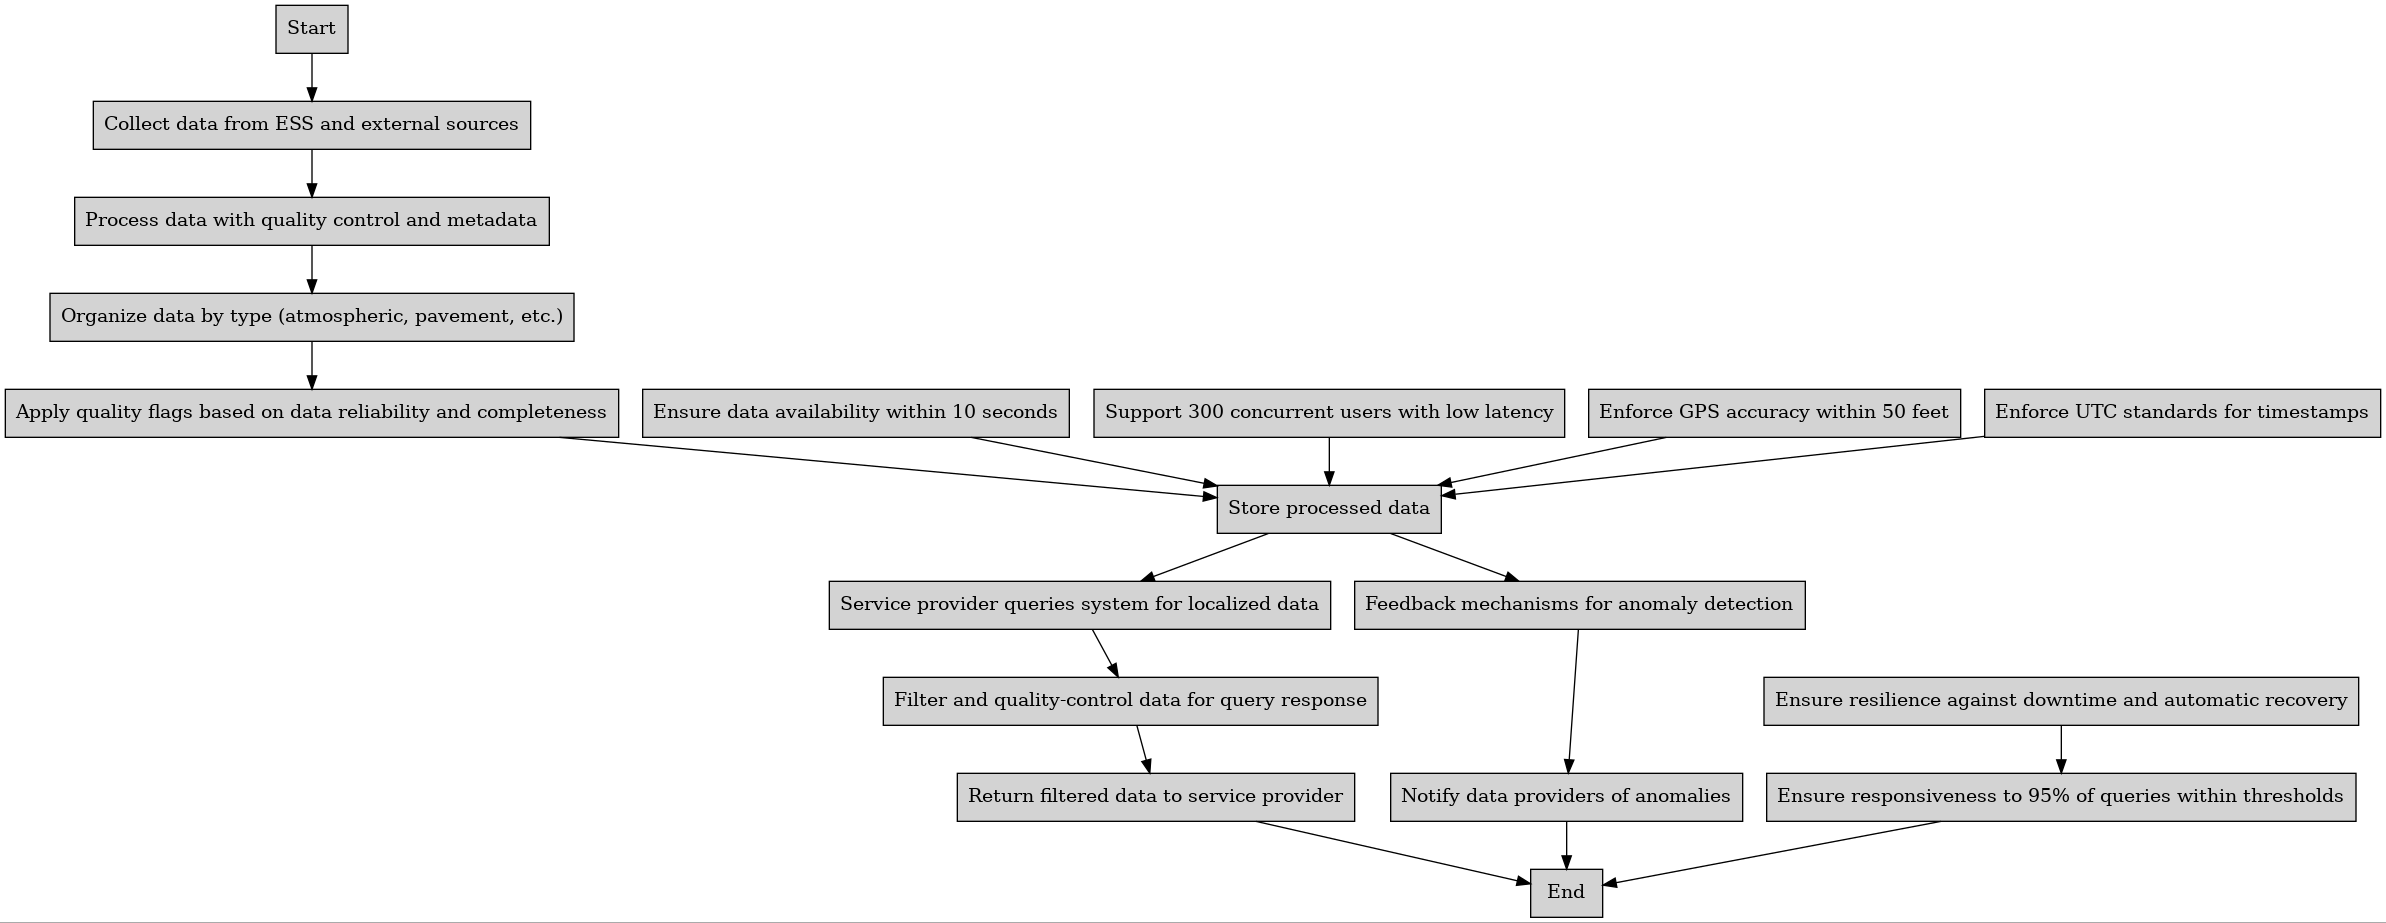 Start
Collect data from ESS and external sources
Process data with quality control and metadata
Organize data by type (atmospheric, pavement, etc.)
Apply quality flags based on data reliability and completeness
Ensure data availability within 10 seconds
Support 300 concurrent users with low latency
Enforce GPS accuracy within 50 feet
Enforce UTC standards for timestamps
Store processed data
Service provider queries system for localized data
Feedback mechanisms for anomaly detection
Filter and quality-control data for query response
Ensure resilience against downtime and automatic recovery
Return filtered data to service provider
Notify data providers of anomalies
Ensure responsiveness to 95% of queries within thresholds
End